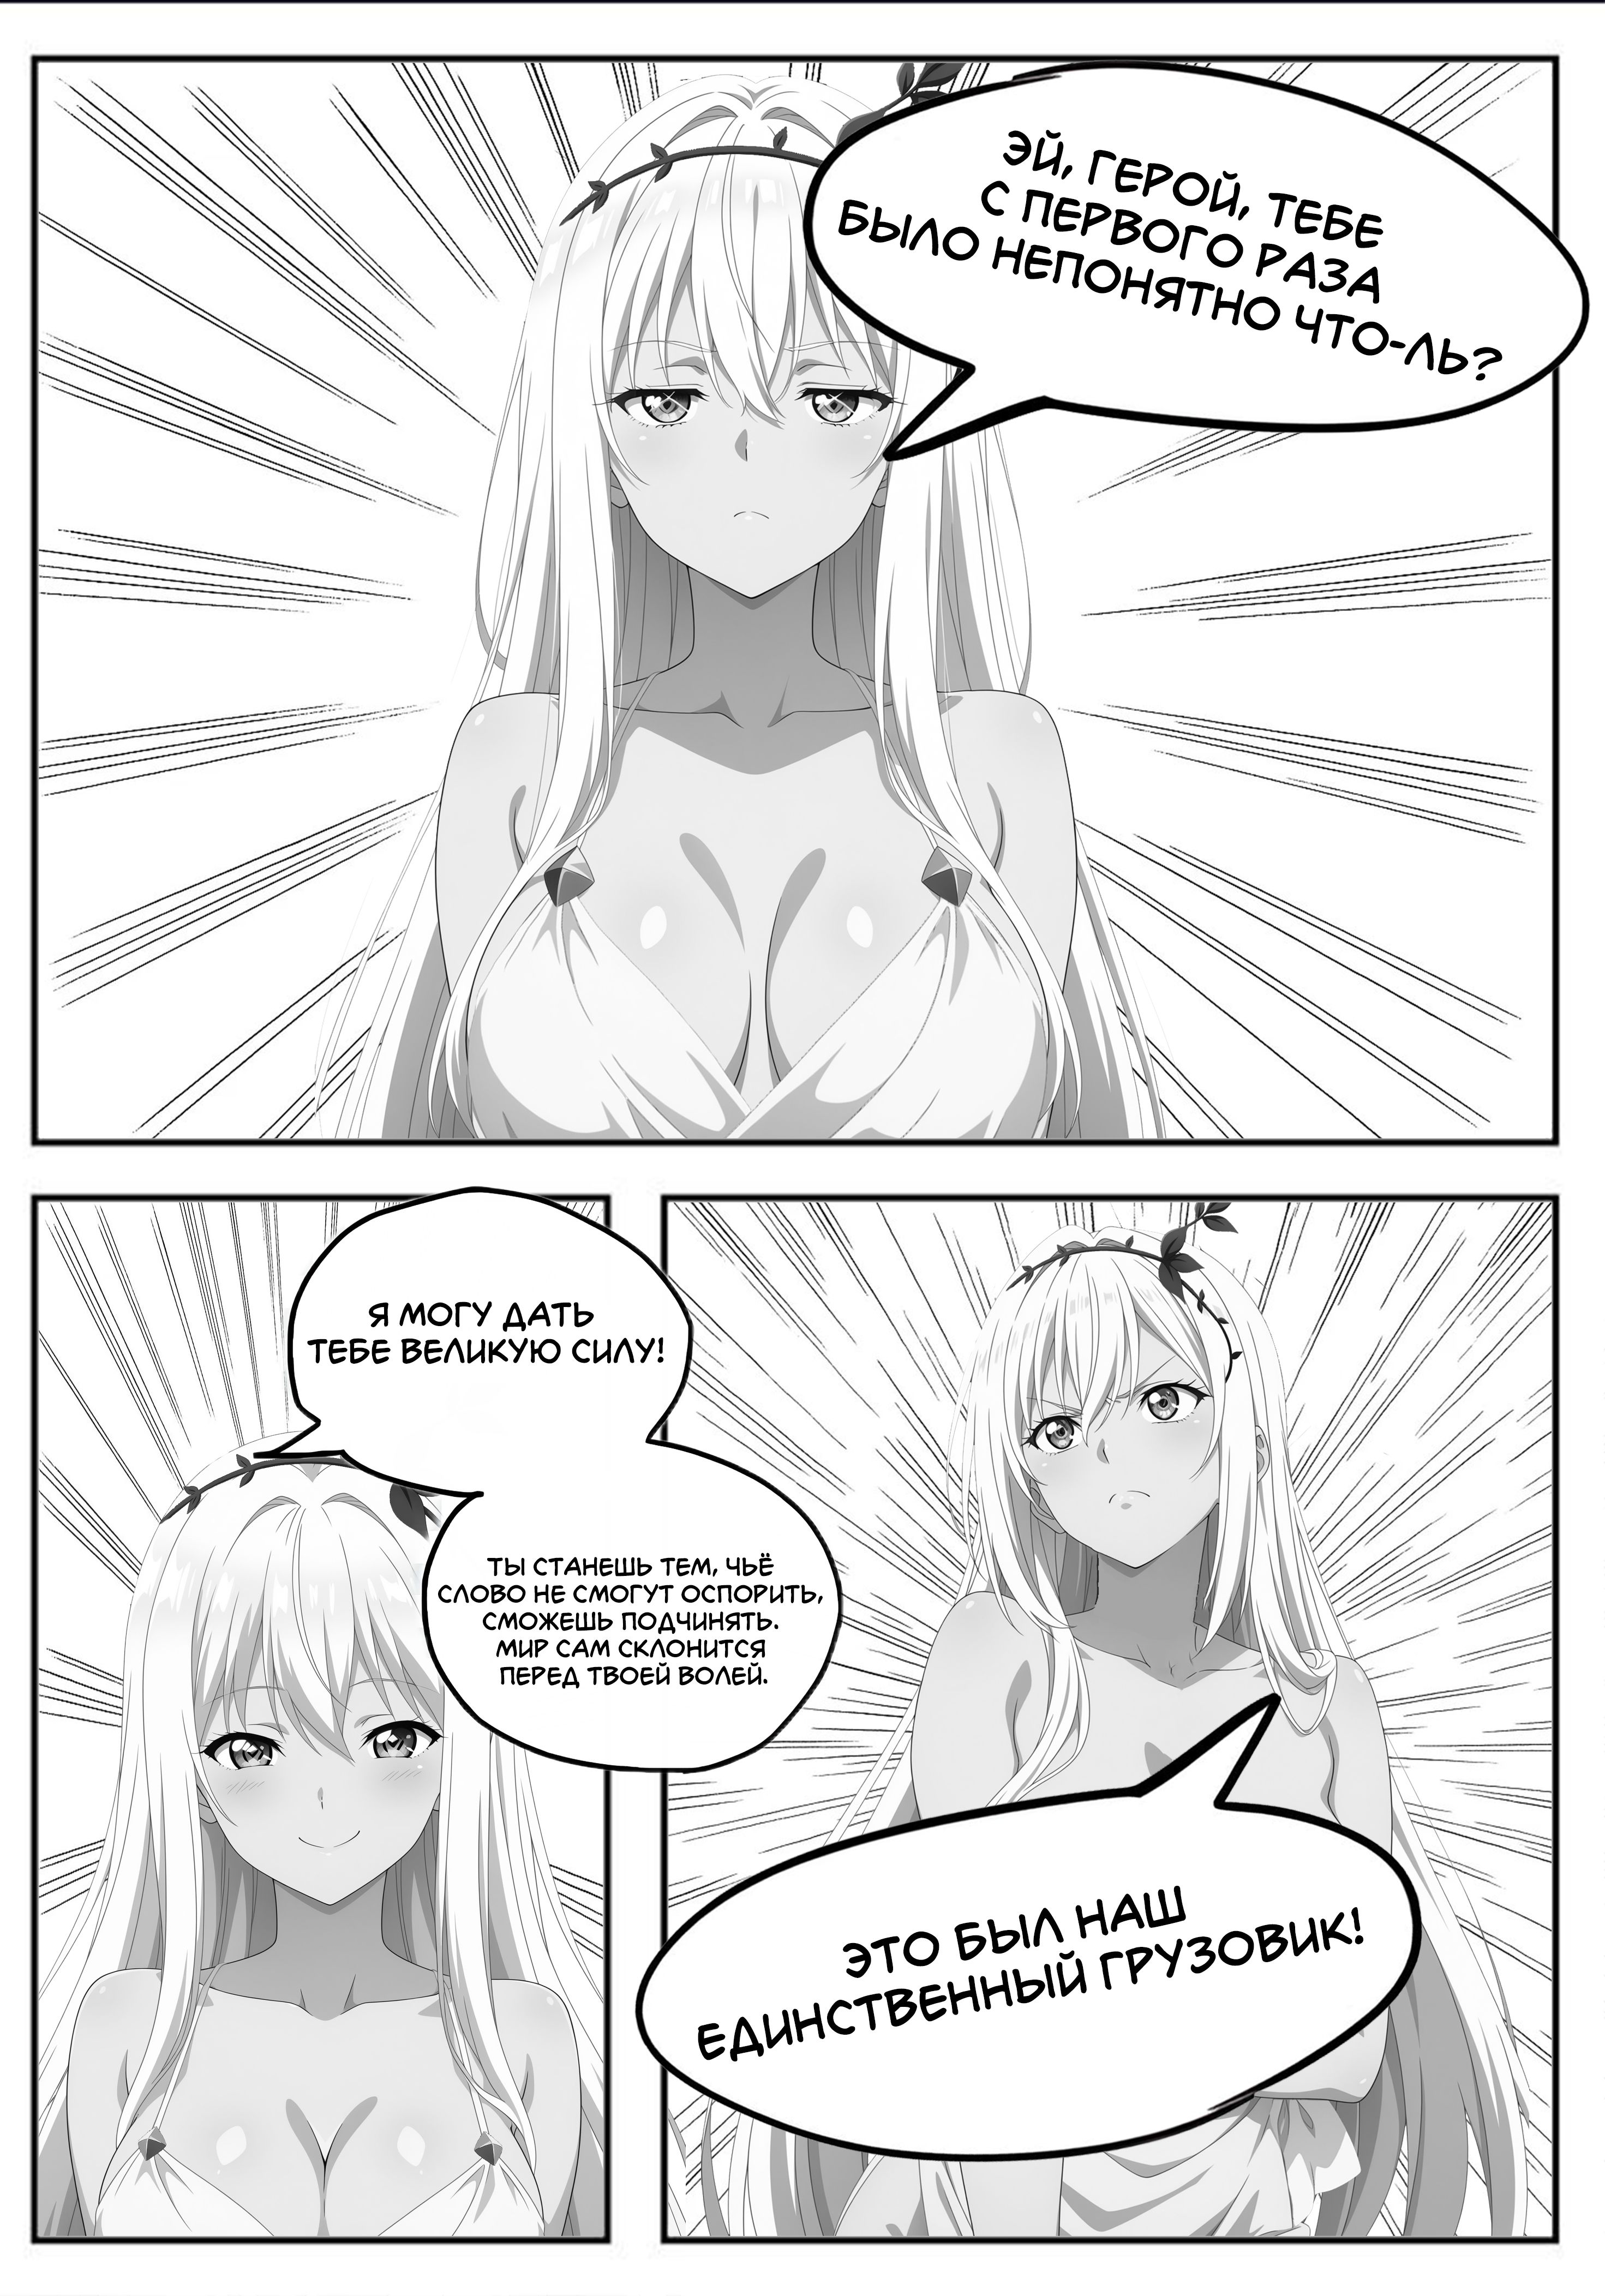 ЭЙ, ГЕРОЙ, ТЕБЕ
С ПЕРВОГО РАЗА
БЫЛО НЕПОНЯТНО ЧТО-ЛЬ?
Я МОГУ ДАТЬ
ТЕБЕ ВЕЛИКУЮ СИЛУ!
ТЫ СТАНЕШЬ ТЕМ, ЧЬЁ
СЛОВО НЕ СМОГУТ ОСПОРИТЬ,
СМОЖЕШЬ ПОДЧИНЯТЬ.
МИР САМ СКЛОНИТСЯ
ПЕРЕД ТВОЕЙ ВОЛЕЙ.
ЭТО БЫЛ НАШ
ЕДИНСТВЕННЫЙ ГРУЗОВИК!